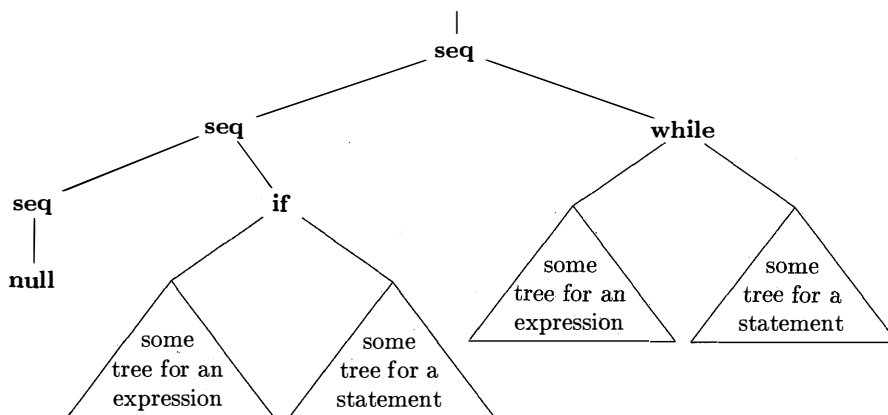 seq
seq
while
seq
if
null
some
tree for an
expression
some
tree for a
statement
some
tree for an
expression
some
tree for a
statement